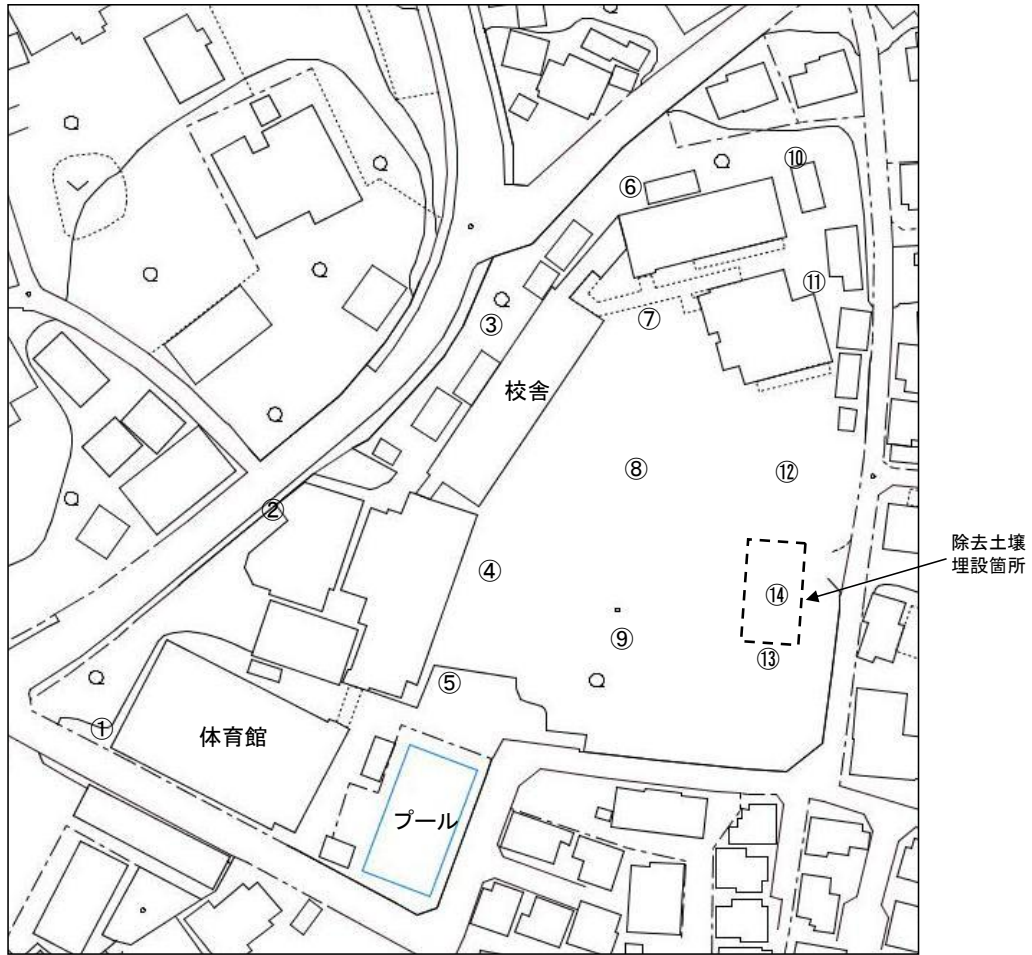 ⑩
⑥
⑪
⑦
③
校舎
⑧
⑫
②
除去土壌
埋設箇所
④
⑭
⑨
⑬
⑤
①
体育館
プール